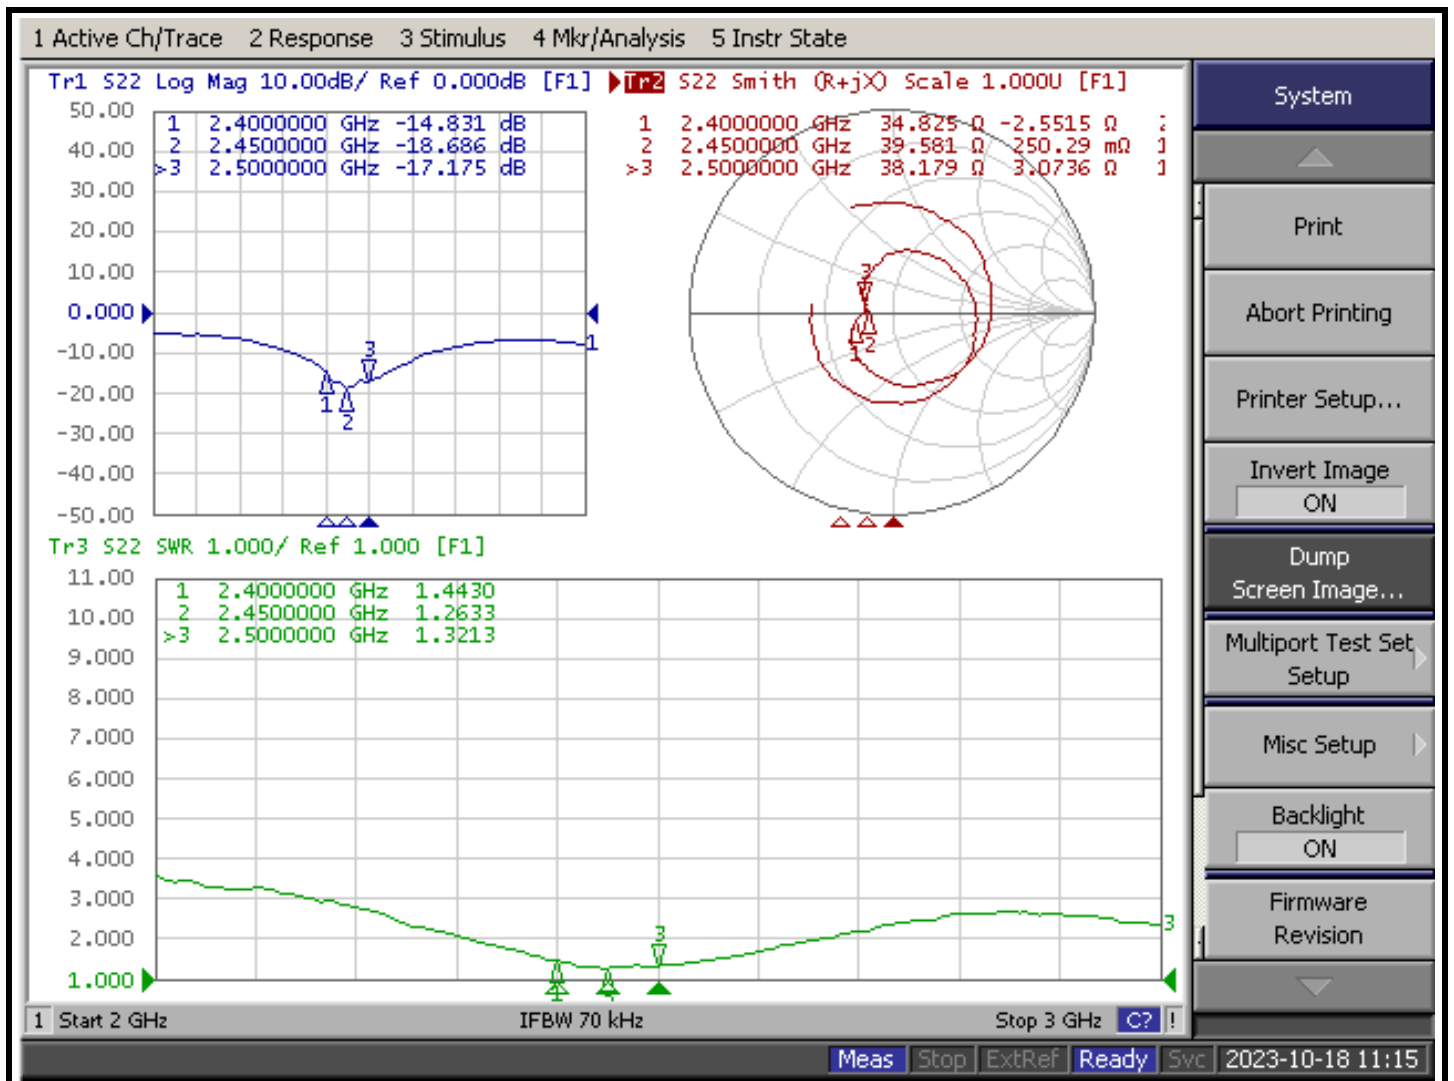 1 Active Ch/Trace 2 Response 3 Stimulus 4 Mkr/Analysis 5 Instr State
Tr1 S22 Log Mag 10.00dB/ Ref 0.000dB [F1]
50.00
40.00
30.00
20.00
10.00
0.000
-10.00
-20.00
-30.00
-40.00
-50.00
1 2.4000000 GHz -14.831 dB
2 2.4500000 GHz -18.686 dB
>3 2.5000000 GHz -17.175 dB
3
1
2
1
Tr2 S22 Smith (R+jX) Scale 1.000U [F1]
1 2.4000000 GHz 34.825 Ω -2.5515 Ω
2 2.4500000 GHz 39.581 Ω 250.29 mΩ
>3 2.5000000 GHz 38.179 Ω 3.0736 Ω
3
1
2
Tr3 S22 SWR 1.000/ Ref 1.000 [F1]
11.00
10.00
9.000
8.000
7.000
6.000
5.000
4.000
3.000
2.000
1.000
1 2.4000000 GHz 1.4430
2 2.4500000 GHz 1.2633
>3 2.5000000 GHz 1.3213
3
3
1 Start 2 GHz IFBW 70 kHz Stop 3 GHz C? !
System
Print
Abort Printing
Printer Setup...
Invert Image
ON
Dump
Screen Image...
Multiport Test Set
Setup
Misc Setup
Backlight
ON
Firmware
Revision
Meas Stop ExtRef Ready Svc 2023-10-18 11:15